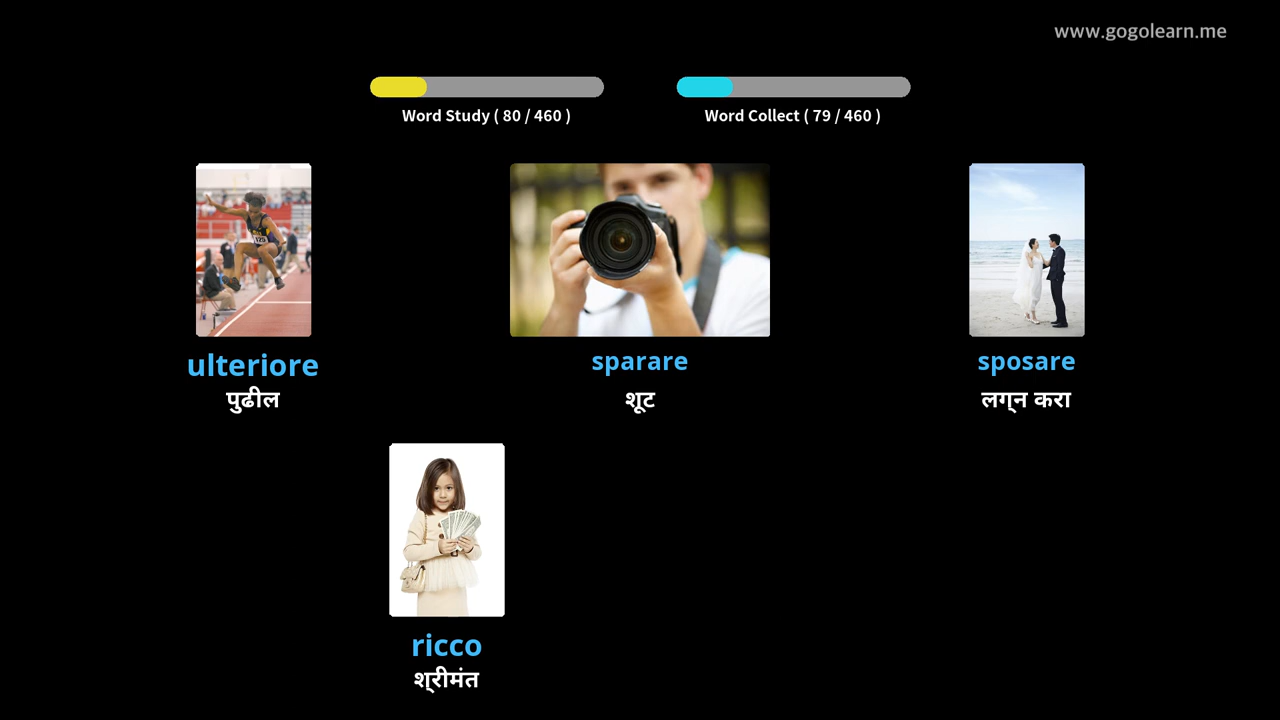 www.gogolearn.me
Word Study ( 80 / 460 )
Word Collect ( 79 / 460 )
ulteriore
पुढील
sparare
शूट
sposare
लग्न करा
ricco
श्रीमंत